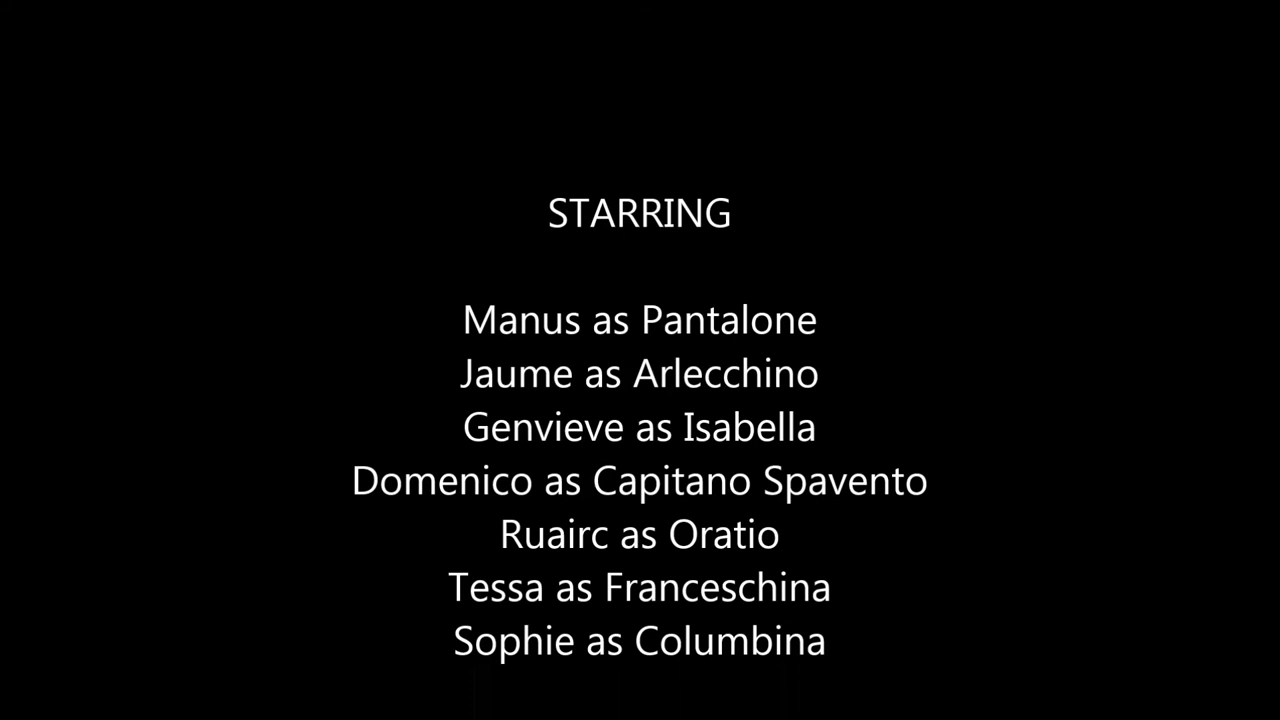 STARRING
Manus as Pantalone
Jaume as Arlecchino
Genvieve as Isabella
Domenico as Capitano Spavento
Ruairc as Oratio
Tessa as Franceschina
Sophie as Columbina